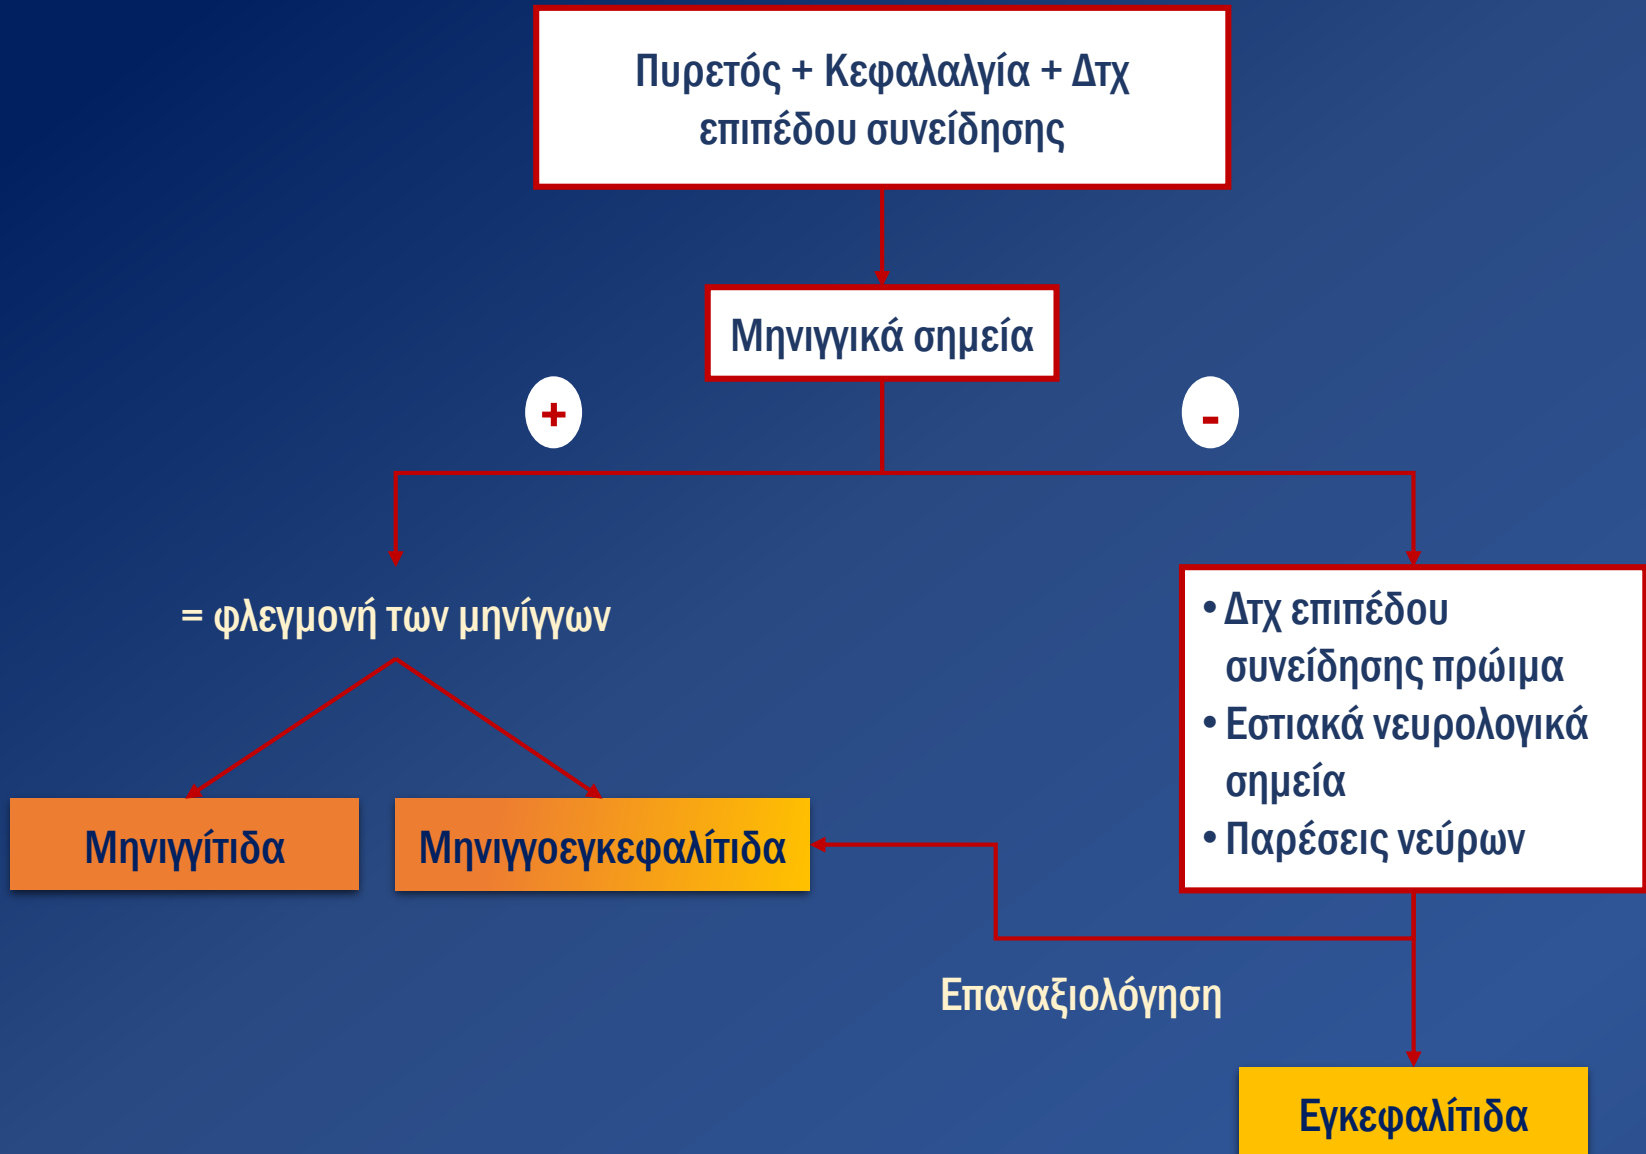 Πυρετός + Κεφαλαλγία + Δτχ
επιπέδου συνείδησης
Μηνιγγικά σημεία
+
-
= φλεγμονή των μηνίγγων
• Δτχ επιπέδου
συνείδησης πρώιμα
• Εστιακά νευρολογικά
σημεία
• Παρέσεις νεύρων
Μηνιγγίτιδα
Μηνιγγοεγκεφαλίτιδα
Επαναξιολόγηση
Εγκεφαλίτιδα